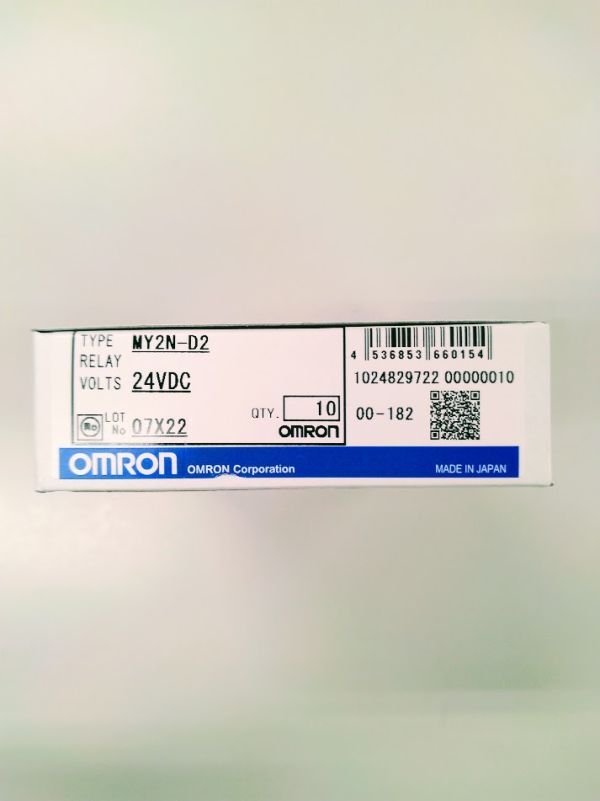 TYPE MY2N-D2
RELAY
VOLTS 24VDC
LOT No 07X22
QTY. 10
OMRON
4 536853 660154
1024829722 00000010
00-182
OMRON OMRON Corporation
MADE IN JAPAN